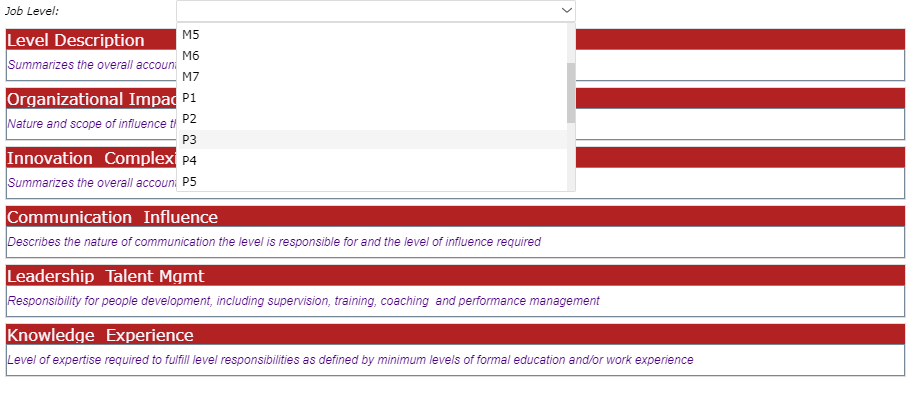 Job Level:
M5
M6
M7
P1
P2
P3
P4
P5
Level Description
Summarizes the overall
Organizational
Nature and scope of influence
Innovation
Summarizes the overall
Communication Influence
Describes the nature of communication the level is responsible for and the level of influence required
Leadership Talent Mgmt
Responsibility for people development, including supervision, training, coaching and performance management
Knowledge Experience
Level of expertise required to fulfill level responsibilities as defined by minimum levels of formal education and/or work experience